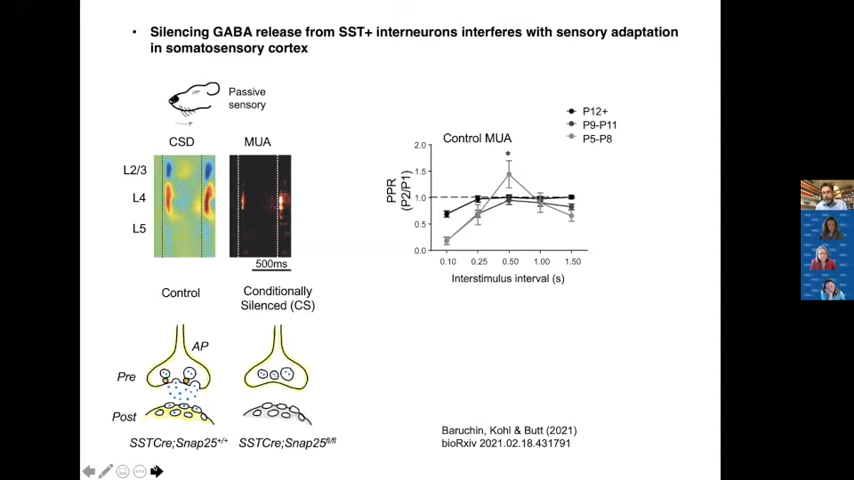 • Silencing GABA release from SST+ interneurons interferes with sensory adaptation
in somatosensory cortex
Passive
sensory
CSD
MUA
L2/3
L4
L5
500ms
Control
Conditionally
Silenced (CS)
AP
Pre
Post
SSTCre;Snap25+/+
SSTCre;Snap25fl/fl
P12+
P9-P11
P5-P8
Control MUA
*
2.0
1.5
1.0
0.5
0.0
PPR
(P2/P1)
0.10 0.25 0.50 1.00 1.50
Interstimulus interval (s)
Baruchin, Kohl & Butt (2021)
bioRxiv 2021.02.18.431791